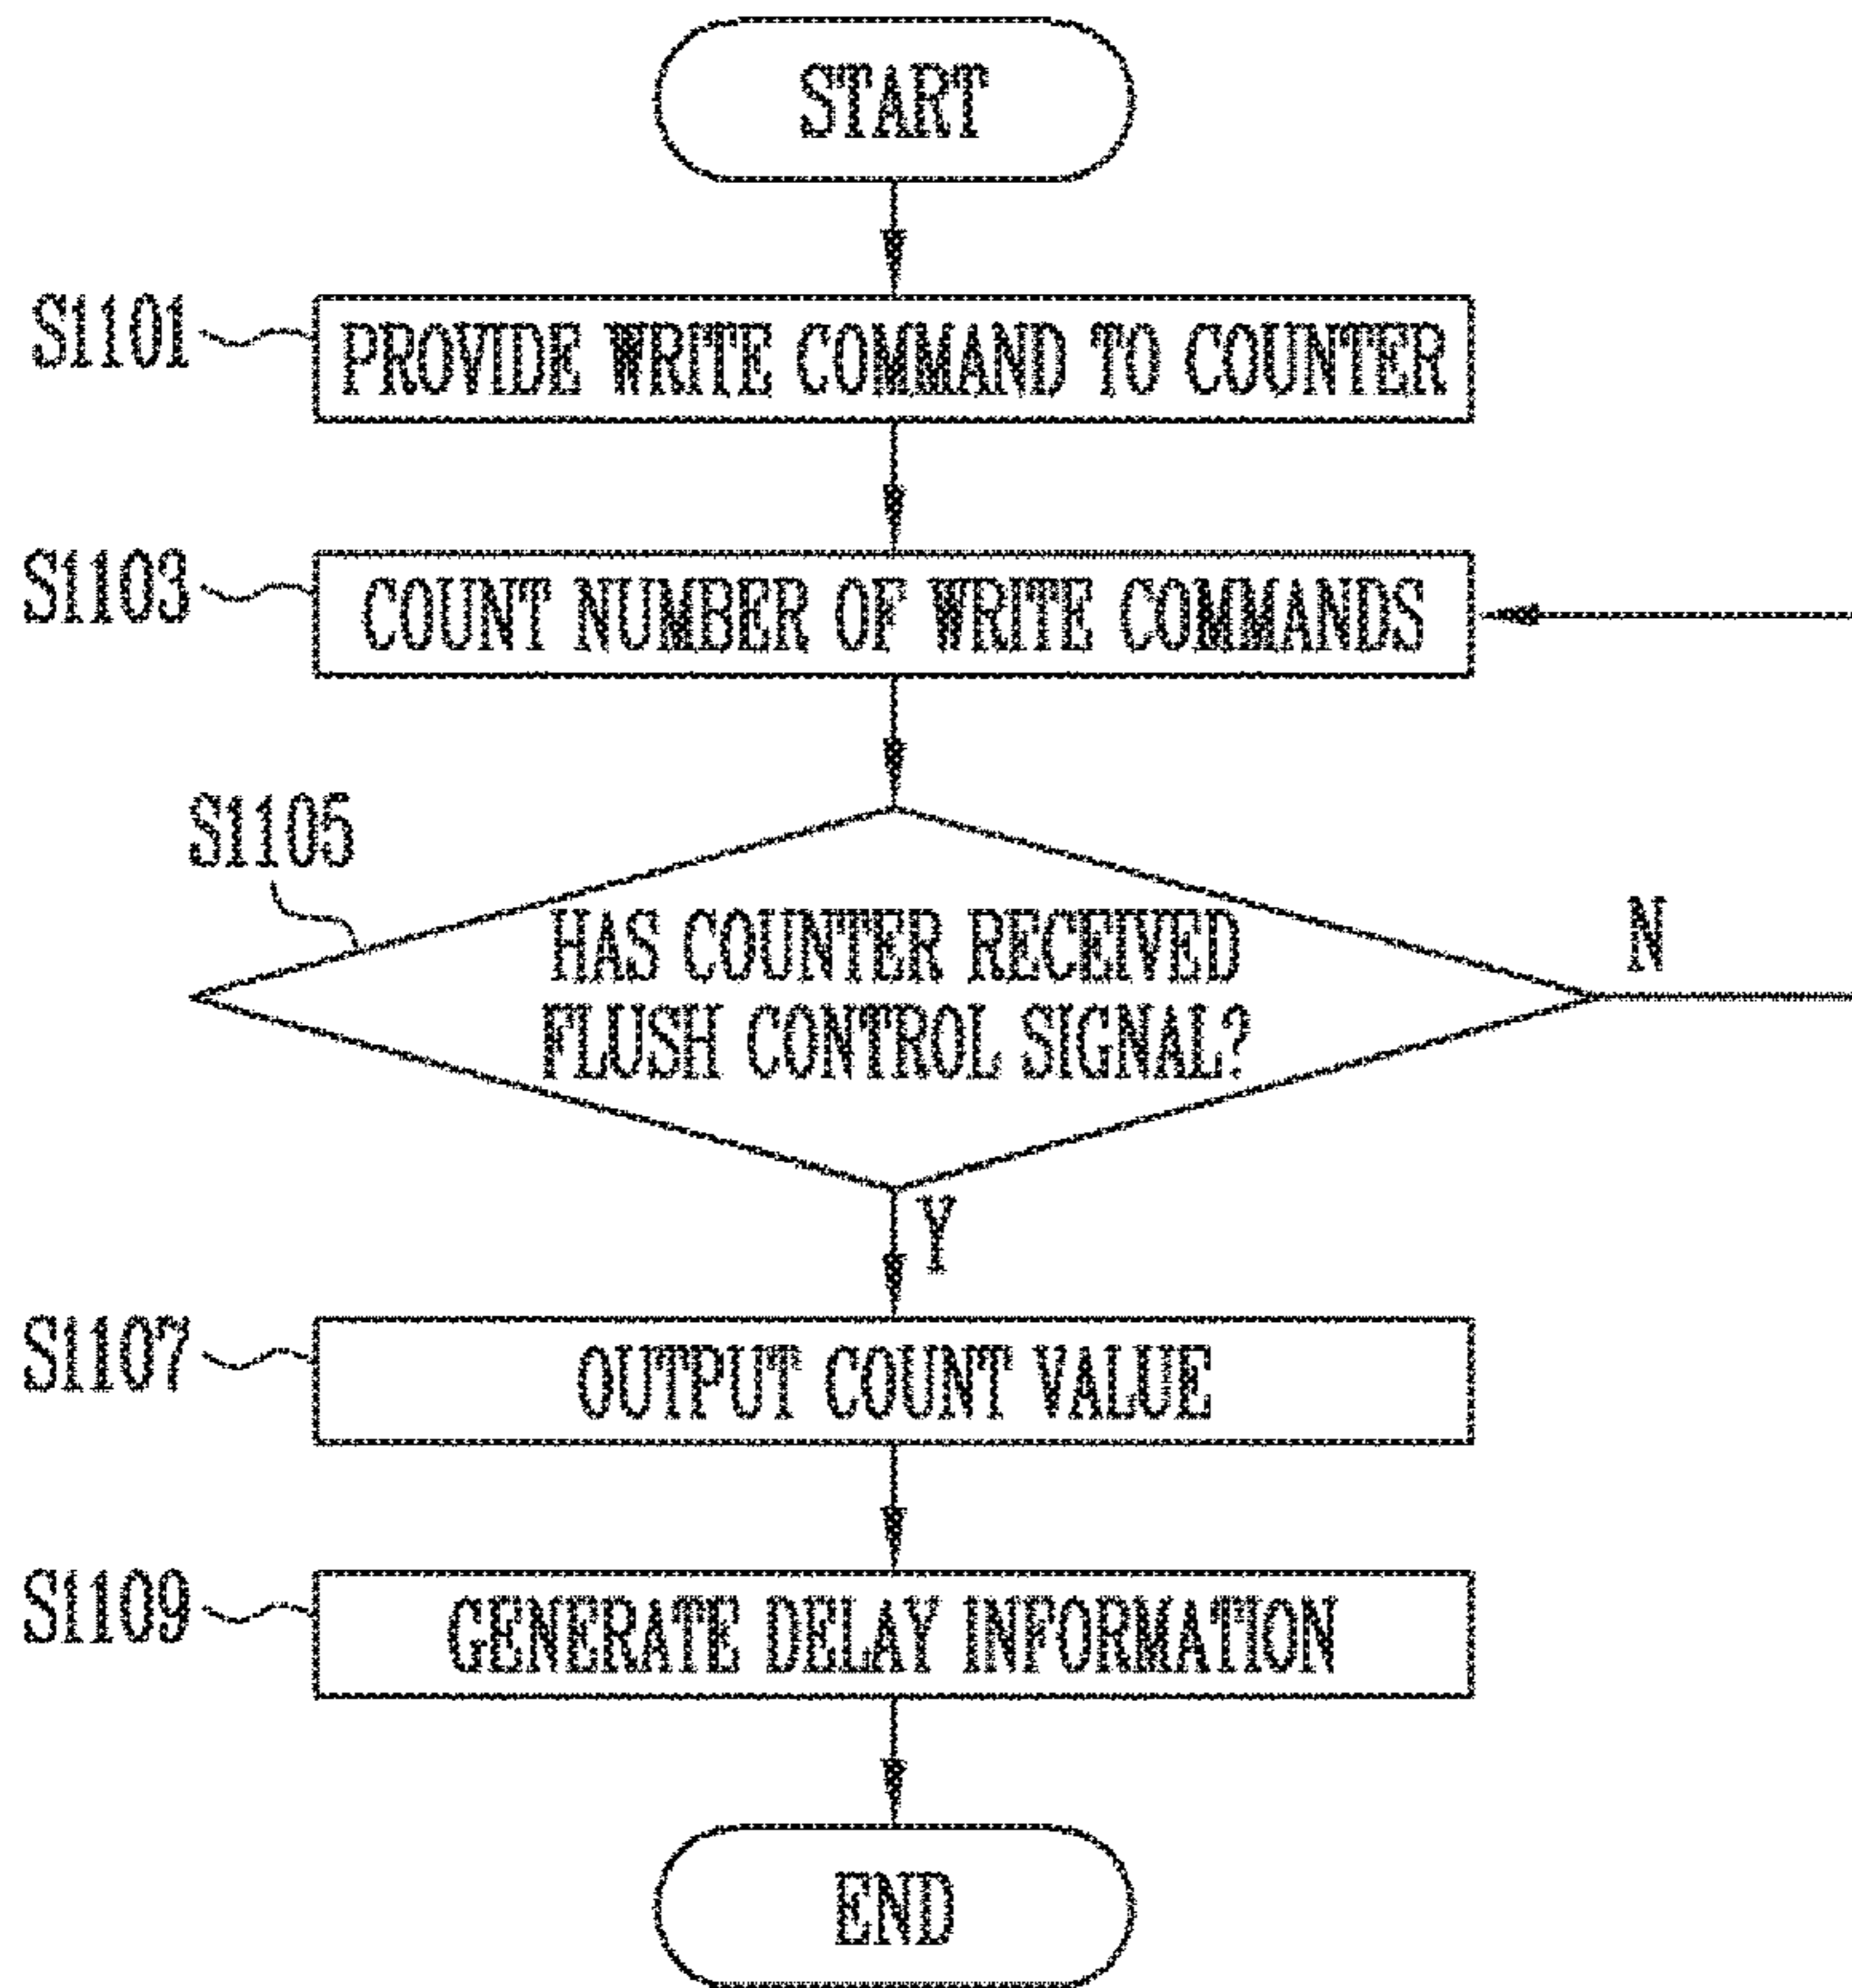 START
S1101
PROVIDE WRITE COMMAND TO COUNTER
S1103
COUNT NUMBER OF WRITE COMMANDS
S1105
HAS COUNTER RECEIVED
FLUSH CONTROL SIGNAL?
N
Y
S1107
OUTPUT COUNT VALUE
S1109
GENERATE DELAY INFORMATION
END